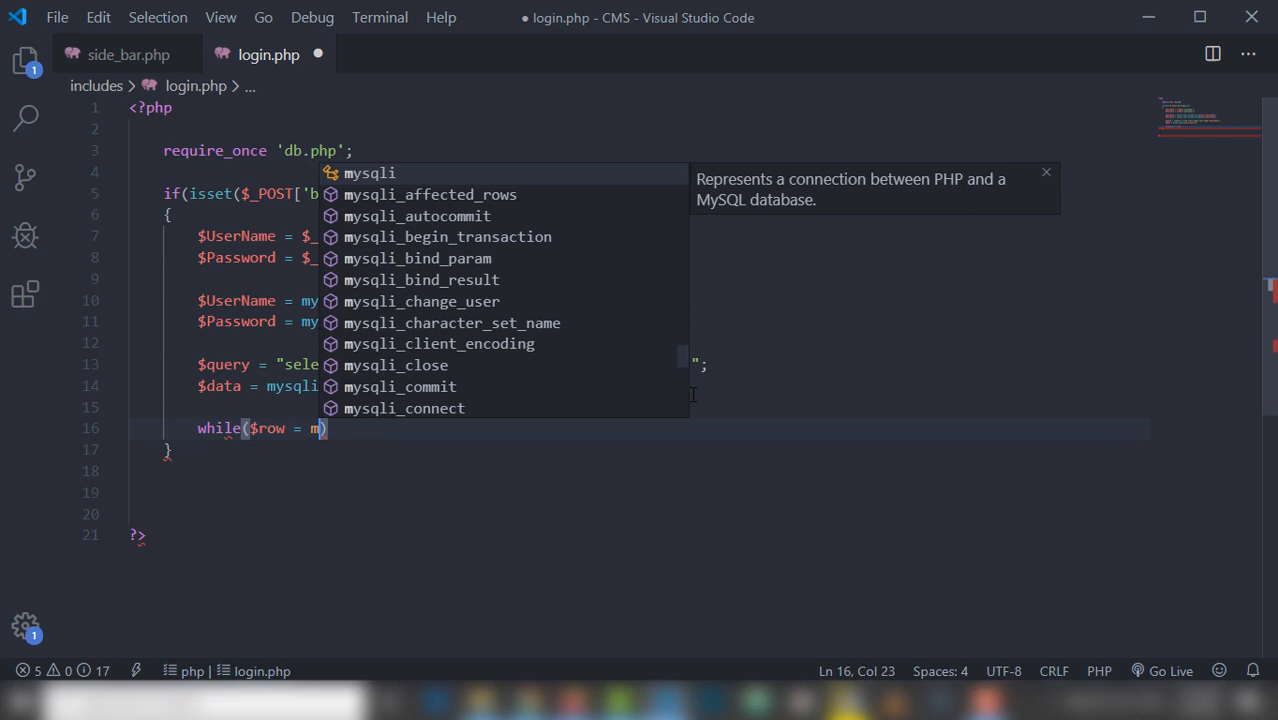 File Edit Selection View Go Debug Terminal Help ● login.php - CMS - Visual Studio Code
side_bar.php login.php
includes > login.php > ...
1 <?php
2
3 require_once 'db.php';
4
5 if(isset($_POST['b
6 {
7 $UserName = $_
8 $Password = $_
9
10 $UserName = my
11 $Password = my
12
13 $query = "sele ";
14 $data = mysqli
15
16 while($row = m)
17 }
18
19
20
21 ?>
mysqli
mysqli_affected_rows
mysqli_autocommit
mysqli_begin_transaction
mysqli_bind_param
mysqli_bind_result
mysqli_change_user
mysqli_character_set_name
mysqli_client_encoding
mysqli_close
mysqli_commit
mysqli_connect
Represents a connection between PHP and a
MySQL database.
1
1
5 0 17 php login.php Ln 16, Col 23 Spaces: 4 UTF-8 CRLF PHP Go Live